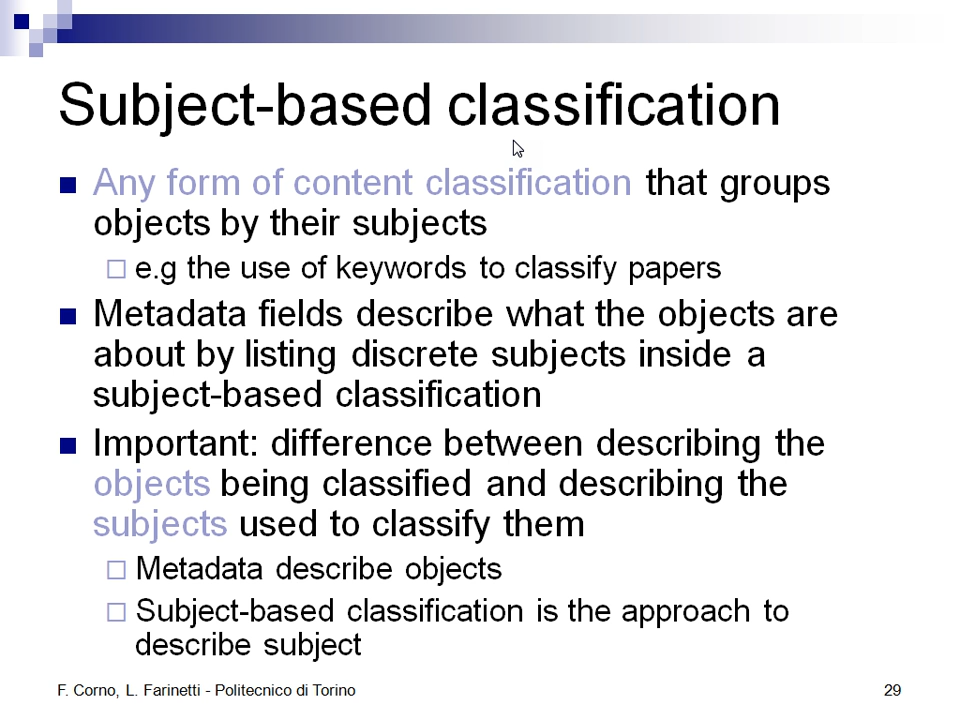 Subject-based classification
Any form of content classification that groups
objects by their subjects
e.g the use of keywords to classify papers
Metadata fields describe what the objects are
about by listing discrete subjects inside a
subject-based classification
Important: difference between describing the
objects being classified and describing the
subjects used to classify them
Metadata describe objects
Subject-based classification is the approach to
describe subject
F. Corno, L. Farinetti - Politecnico di Torino
29